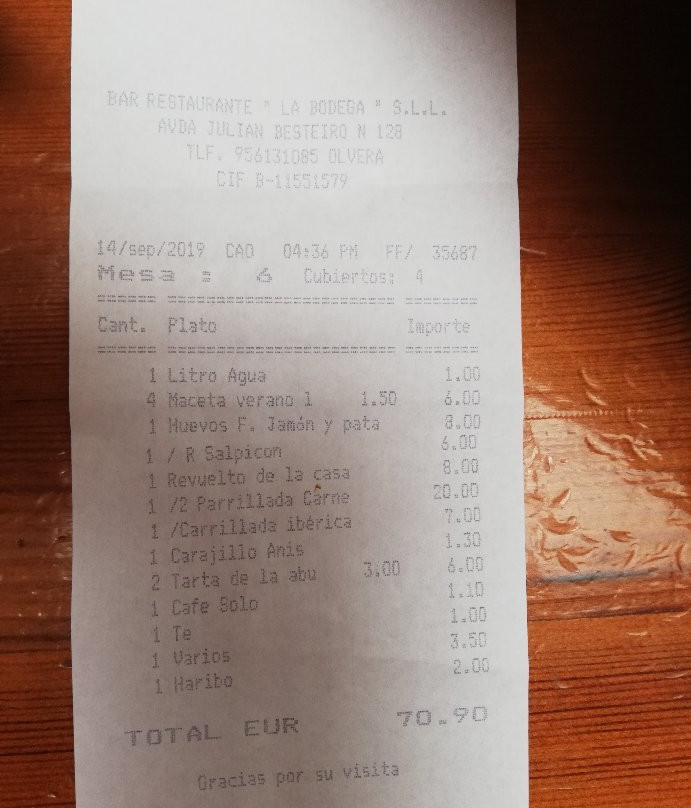 BAR RESTAURANTE " LA BODEGA " S.L.L.
AVDA JULIAN BESTEIRO N 128
TLF. 956131085 OLVERA
CIF B-11551579
14/sep/2019 CAO 04:36 PM FF/ 35687
Mesa : 6 Cubiertos: 4
Cant. Plato Importe
1 Litro Agua 1.00
4 Maceta verano 1 1.50 6.00
1 Huevos F. Jamón y pata 8.00
1 / R Salpicon 6.00
1 Revuelto de la casa 8.00
1 /2 Parrillada Carne 20.00
1 /Carrillada ibérica 7.00
1 Carajillo Anis 1.30
2 Tarta de la abu 3.00 6.00
1 Cafe Solo 1.10
1 Te 1.00
1 Varios 3.50
1 Haribo 2.00
TOTAL EUR 70.90
Gracias por su visita